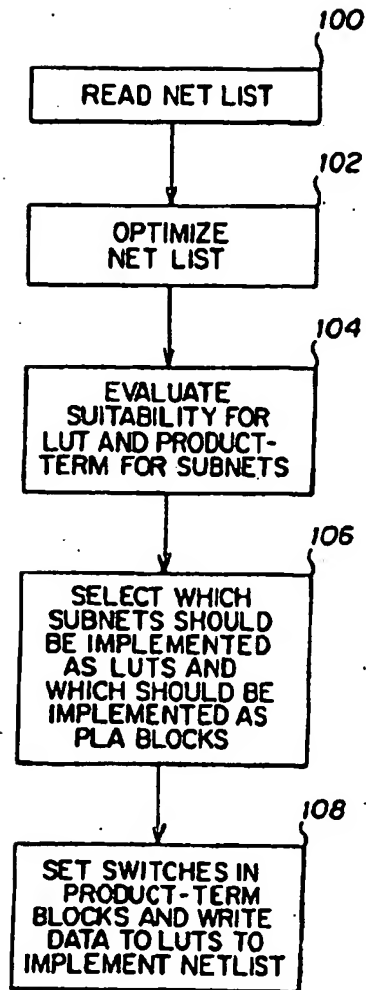 100
READ NET LIST
102
OPTIMIZE
NET LIST
104
EVALUATE
SUITABILITY FOR
LUT AND PRODUCT-
TERM FOR SUBNETS
106
SELECT WHICH
SUBNETS SHOULD
BE IMPLEMENTED
AS LUTS AND
WHICH SHOULD BE
IMPLEMENTED AS
PLA BLOCKS
108
SET SWITCHES IN
PRODUCT-TERM
BLOCKS AND WRITE
DATA TO LUTS TO
IMPLEMENT NETLIST